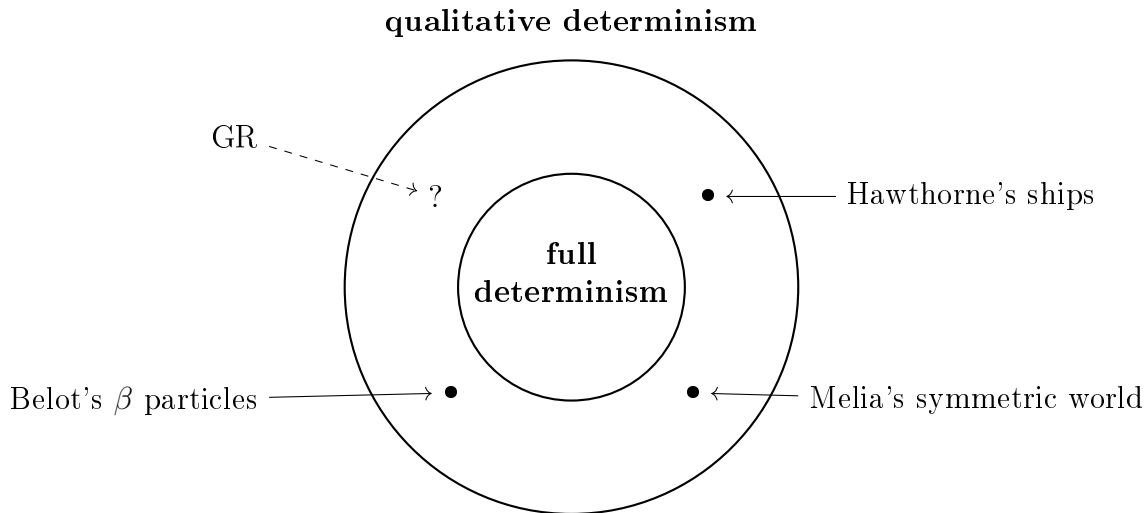 qualitative determinism
GR
?
Hawthorne's ships
full
determinism
Belot's β particles
Melia's symmetric world